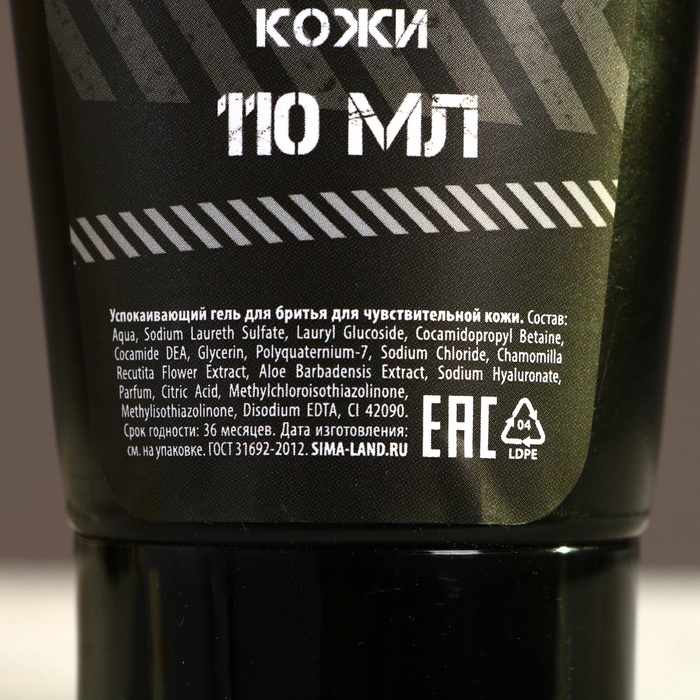 КОЖИ
110 МЛ
Успокаивающий гель для бритья для чувствительной кожи. Состав:
Aqua, Sodium Laureth Sulfate, Lauryl Glucoside, Cocamidopropyl Betaine,
Cocamide DEA, Glycerin, Polyquaternium-7, Sodium Chloride, Chamomilla
Recutita Flower Extract, Aloe Barbadensis Extract, Sodium Hyaluronate,
Parfum, Citric Acid, Methylchloroisothiazolinone,
Methylisothiazolinone, Disodium EDTA, CI 42090.
Срок годности: 36 месяцев. Дата изготовления:
см. на упаковке. ГОСТ 31692-2012. SIMA-LAND.RU
EAC
04
LDPE